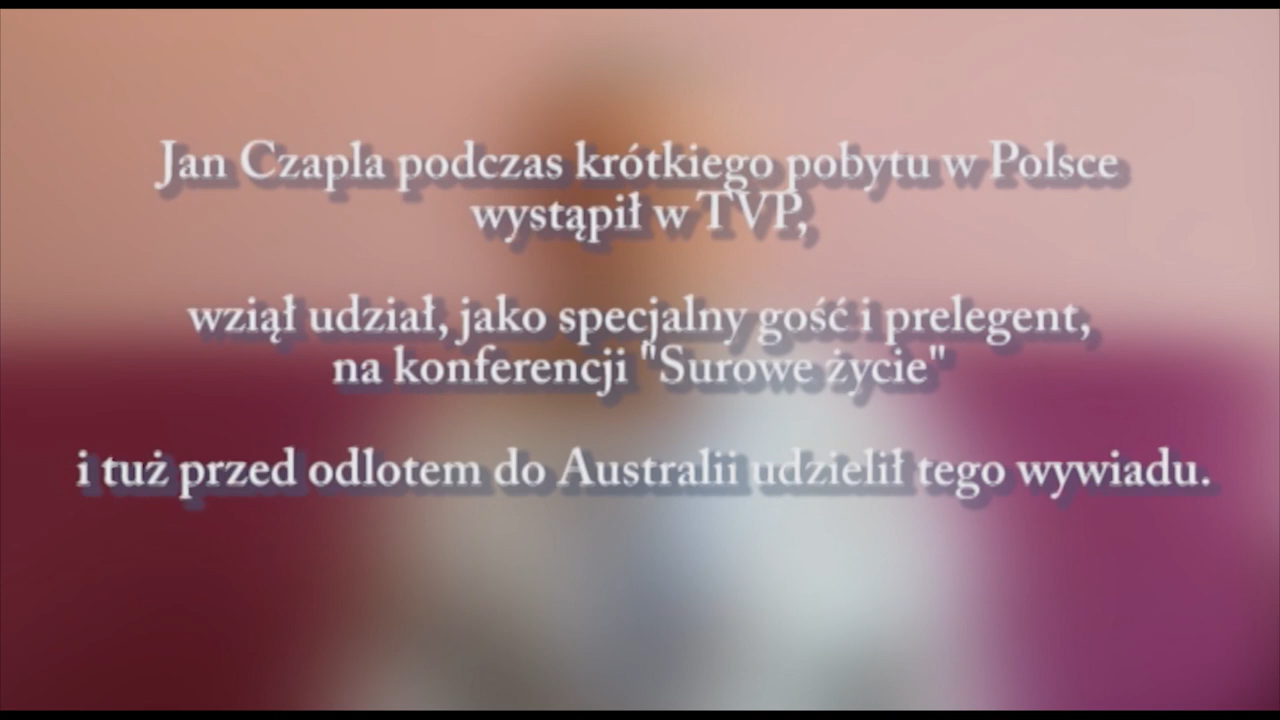 Jan Czapla podczas krótkiego pobytu w Polsce
wystąpił w TVP,
wziął udział, jako specjalny gość i prelegent,
na konferencji "Surowe życie"
i tuż przed odlotem do Australii udzielił tego wywiadu.